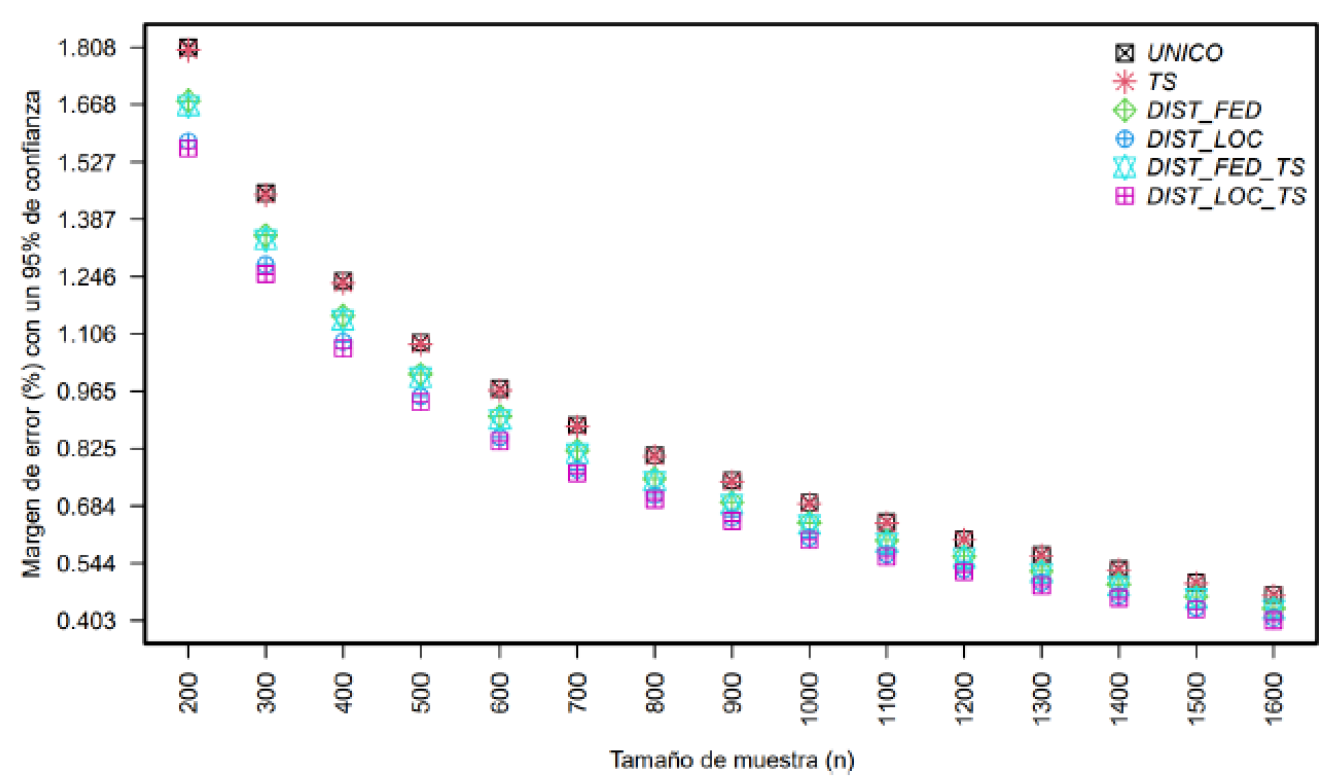 Margen de error (%) con un 95% de confianza
1.808
1.668
1.527
1.387
1.246
1.106
0.965
0.825
0.684
0.544
0.403
UNICO
TS
DIST_FED
DIST_LOC
DIST_FED_TS
DIST_LOC_TS
200 300 400 500 600 700 800 900 1000 1100 1200 1300 1400 1500 1600
Tamaño de muestra (n)